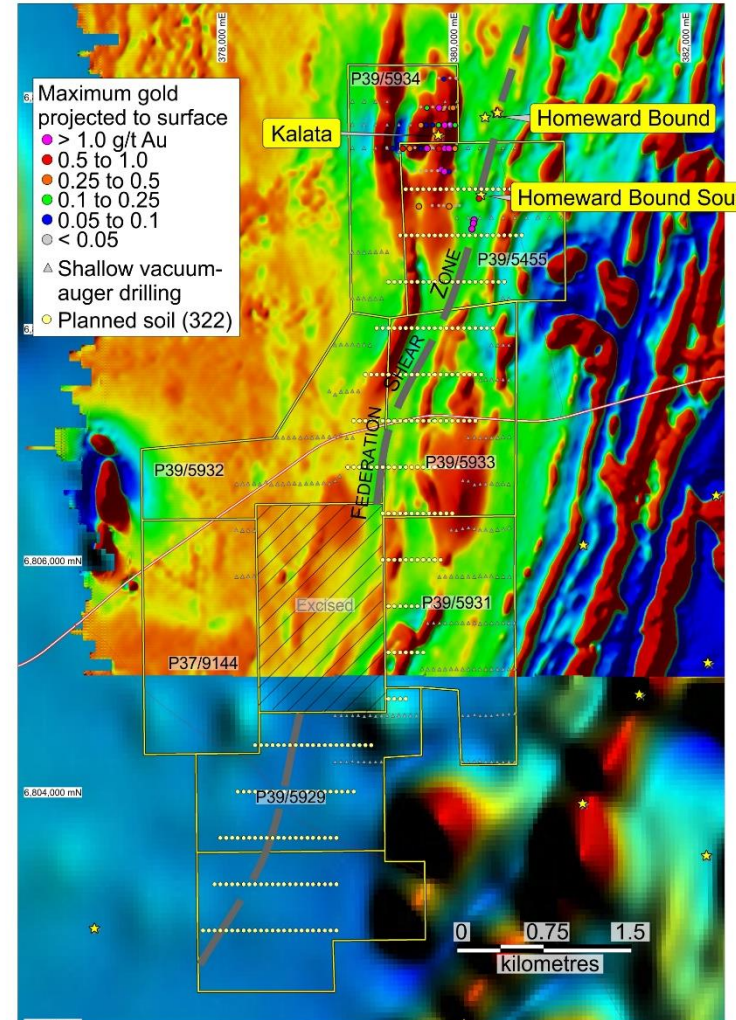 378,000 mE
380,000 mE
382,000 mE
Maximum gold
projected to surface
> 1.0 g/t Au
0.5 to 1.0
0.25 to 0.5
0.1 to 0.25
0.05 to 0.1
< 0.05
Shallow vacuum-
auger drilling
Planned soil (322)
P39/5934
Kalata
Homeward Bound
Homeward Bound Sou
P39/5455
FEDERATION SHEAR ZONE
P39/5932
P39/5933
6,806,000 mN
Excised
P39/5931
P37/9144
6,804,000 mN
P39/5929
0 0.75 1.5
kilometres